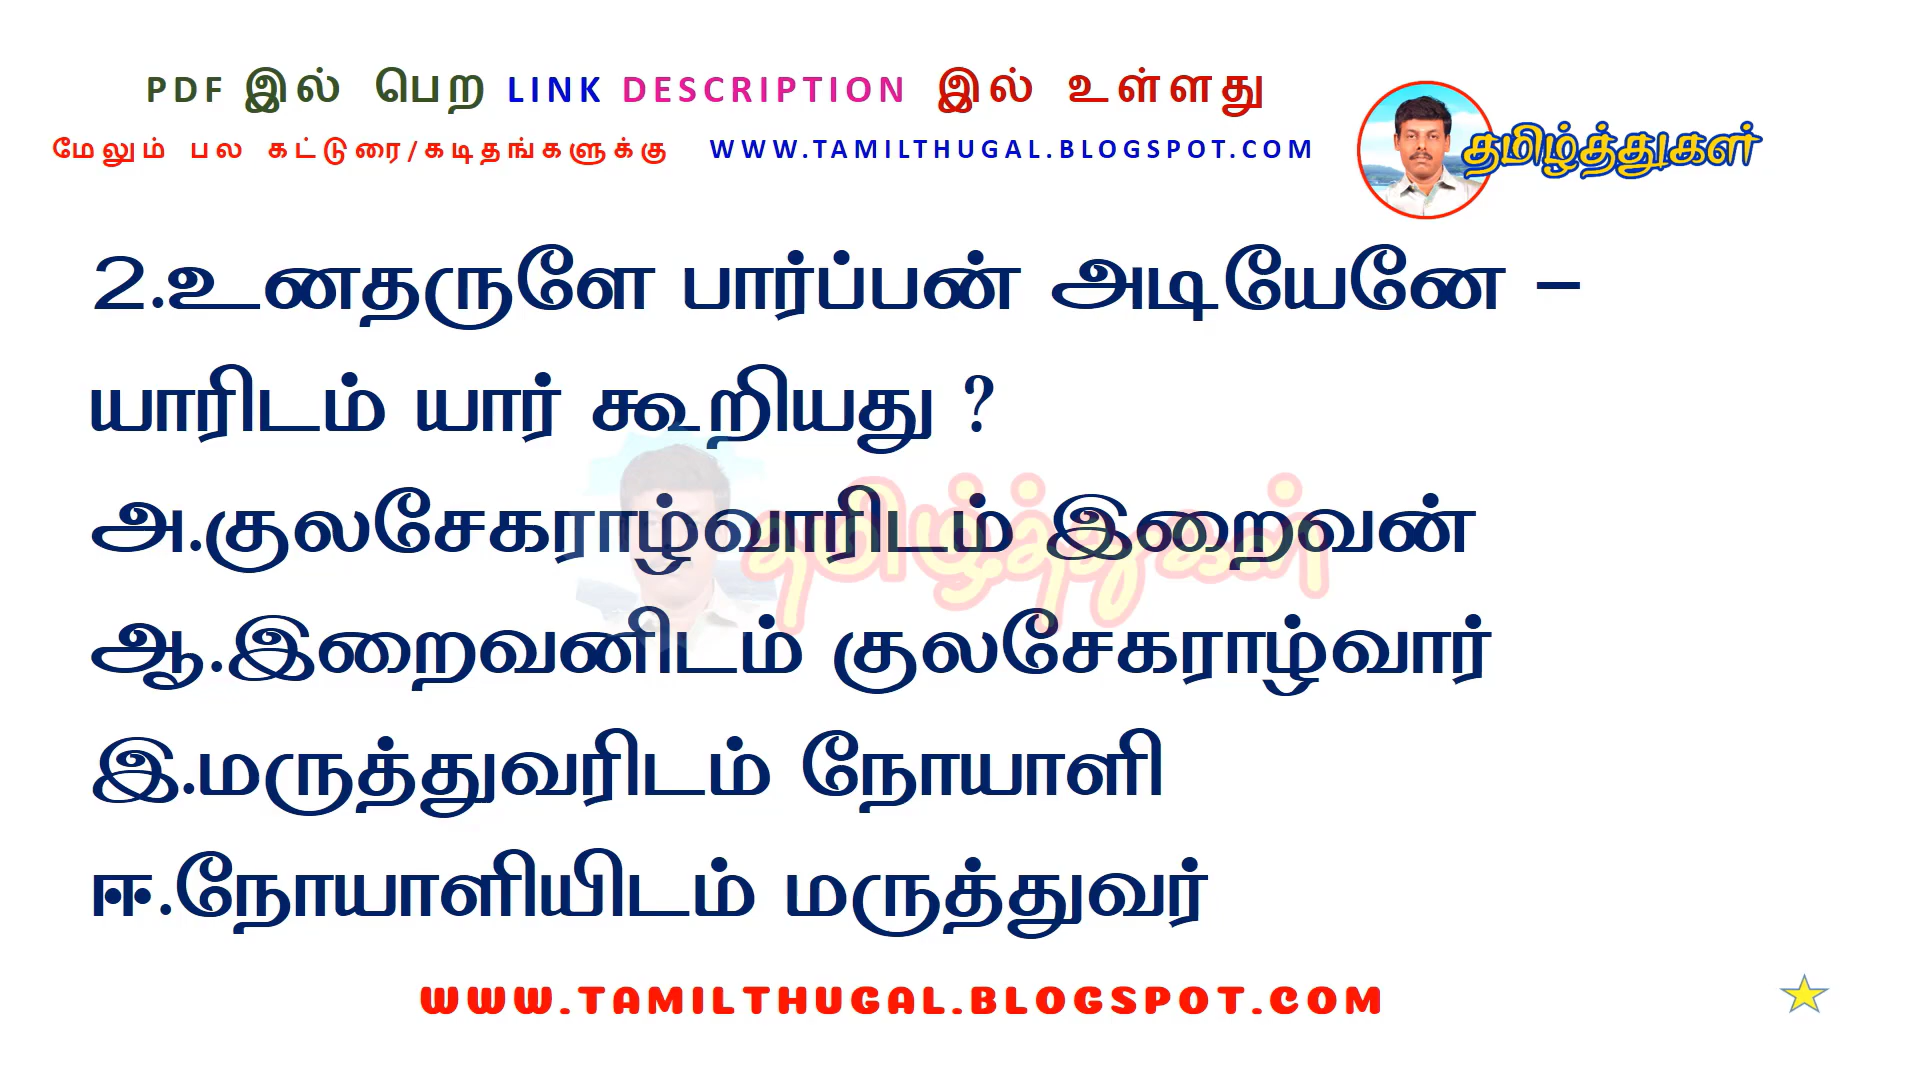 PDF இல் பெற LINK DESCRIPTION இல் உள்ளது
மேலும் பல கட்டுரை/கடிதங்களுக்கு WWW.TAMILTHUGAL.BLOGSPOT.COM
தமிழ்த்துகள்
2.உனதருளே பார்ப்பன் அடியேனே –
யாரிடம் யார் கூறியது ?
அ.குலசேகராழ்வாரிடம் இறைவன்
தமிழ்த்துகள்
ஆ.இறைவனிடம் குலசேகராழ்வார்
இ.மருத்துவரிடம் நோயாளி
ஈ.நோயாளியிடம் மருத்துவர்
WWW.TAMILTHUGAL.BLOGSPOT.COM